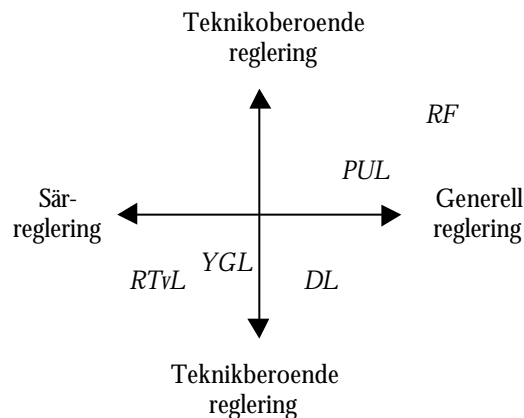 Teknikoberoende
reglering
RF
PUL
Sär-
reglering
Generell
reglering
YGL
RTvL
DL
Teknikberoende
reglering